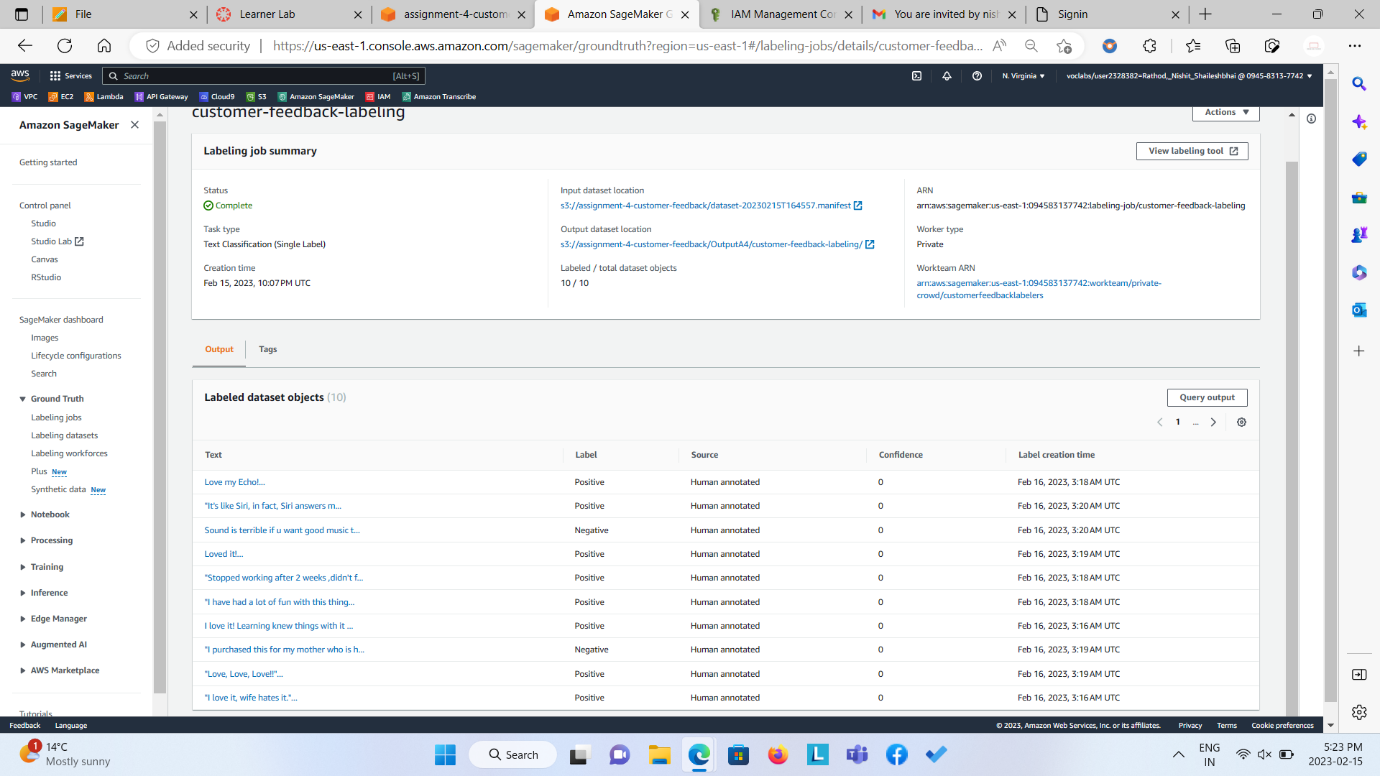 File
Learner Lab
assignment-4-custome
Amazon SageMaker G
IAM Management Con
You are invited by nish
Signin
Added security
https://us-east-1.console.aws.amazon.com/sagemaker/groundtruth?region=us-east-1#/labeling-jobs/details/customer-feedba...
aws
Services
Search
[Alt+S]
N. Virginia
voclabs/user2328382=Rathod,_Nishit_Shaileshbhai @ 0945-8313-7742
VPC
EC2
Lambda
API Gateway
Cloud9
S3
Amazon SageMaker
IAM
Amazon Transcribe
Amazon SageMaker
Getting started
Control panel
Studio
Studio Lab
Canvas
RStudio
SageMaker dashboard
Images
Lifecycle configurations
Search
Ground Truth
Labeling jobs
Labeling datasets
Labeling workforces
Plus New
Synthetic data New
Notebook
Processing
Training
Inference
Edge Manager
Augmented AI
AWS Marketplace
Tutorials
customer-feedback-labeling
Actions
Labeling job summary
View labeling tool
Status
Complete
Task type
Text Classification (Single Label)
Creation time
Feb 15, 2023, 10:07 PM UTC
Input dataset location
s3://assignment-4-customer-feedback/dataset-20230215T164557.manifest
Output dataset location
s3://assignment-4-customer-feedback/OutputA4/customer-feedback-labeling/
Labeled / total dataset objects
10 / 10
ARN
arn:aws:sagemaker:us-east-1:094583137742:labeling-job/customer-feedback-labeling
Worker type
Private
Workteam ARN
arn:aws:sagemaker:us-east-1:094583137742:workteam/private-
crowd/customerfeedbacklabelers
Output
Tags
Labeled dataset objects (10)
Query output
1 ...
Text Label Source Confidence Label creation time
Love my Echo!... Positive Human annotated 0 Feb 16, 2023, 3:18 AM UTC
"It's like Siri, in fact, Siri answers m... Positive Human annotated 0 Feb 16, 2023, 3:20 AM UTC
Sound is terrible if u want good music t... Negative Human annotated 0 Feb 16, 2023, 3:20 AM UTC
Loved it!... Positive Human annotated 0 Feb 16, 2023, 3:19 AM UTC
"Stopped working after 2 weeks ,didn't f... Positive Human annotated 0 Feb 16, 2023, 3:18 AM UTC
"I have had a lot of fun with this thing... Positive Human annotated 0 Feb 16, 2023, 3:18 AM UTC
I love it! Learning knew things with it ... Positive Human annotated 0 Feb 16, 2023, 3:16 AM UTC
"I purchased this for my mother who is h... Negative Human annotated 0 Feb 16, 2023, 3:19 AM UTC
"Love, Love, Love!!"... Positive Human annotated 0 Feb 16, 2023, 3:19 AM UTC
"I love it, wife hates it."... Positive Human annotated 0 Feb 16, 2023, 3:16 AM UTC
Feedback
Language
© 2023, Amazon Web Services, Inc. or its affiliates.
Privacy
Terms
Cookie preferences
1
14°C
Mostly sunny
Search
L
ENG
IN
5:23 PM
2023-02-15